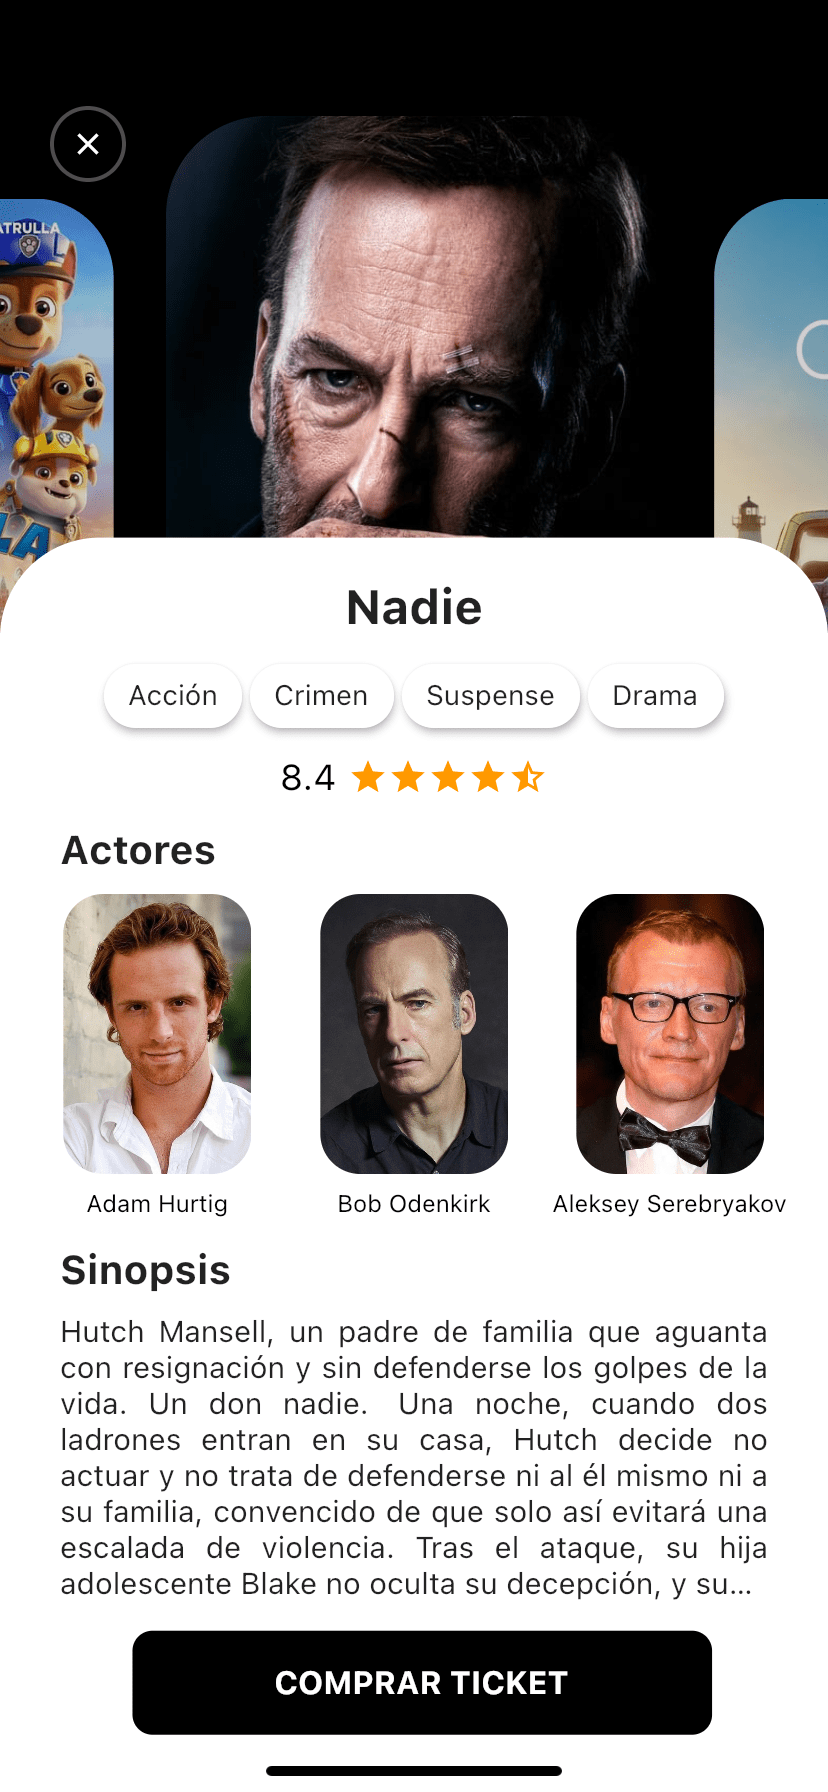 Nadie
Acción Crimen Suspense Drama
8.4
Actores
Adam Hurtig Bob Odenkirk Aleksey Serebryakov
Sinopsis
Hutch Mansell, un padre de familia que aguanta
con resignación y sin defenderse los golpes de la
vida. Un don nadie. Una noche, cuando dos
ladrones entran en su casa, Hutch decide no
actuar y no trata de defenderse ni al él mismo ni a
su familia, convencido de que solo así evitará una
escalada de violencia. Tras el ataque, su hija
adolescente Blake no oculta su decepción, y su...
COMPRAR TICKET